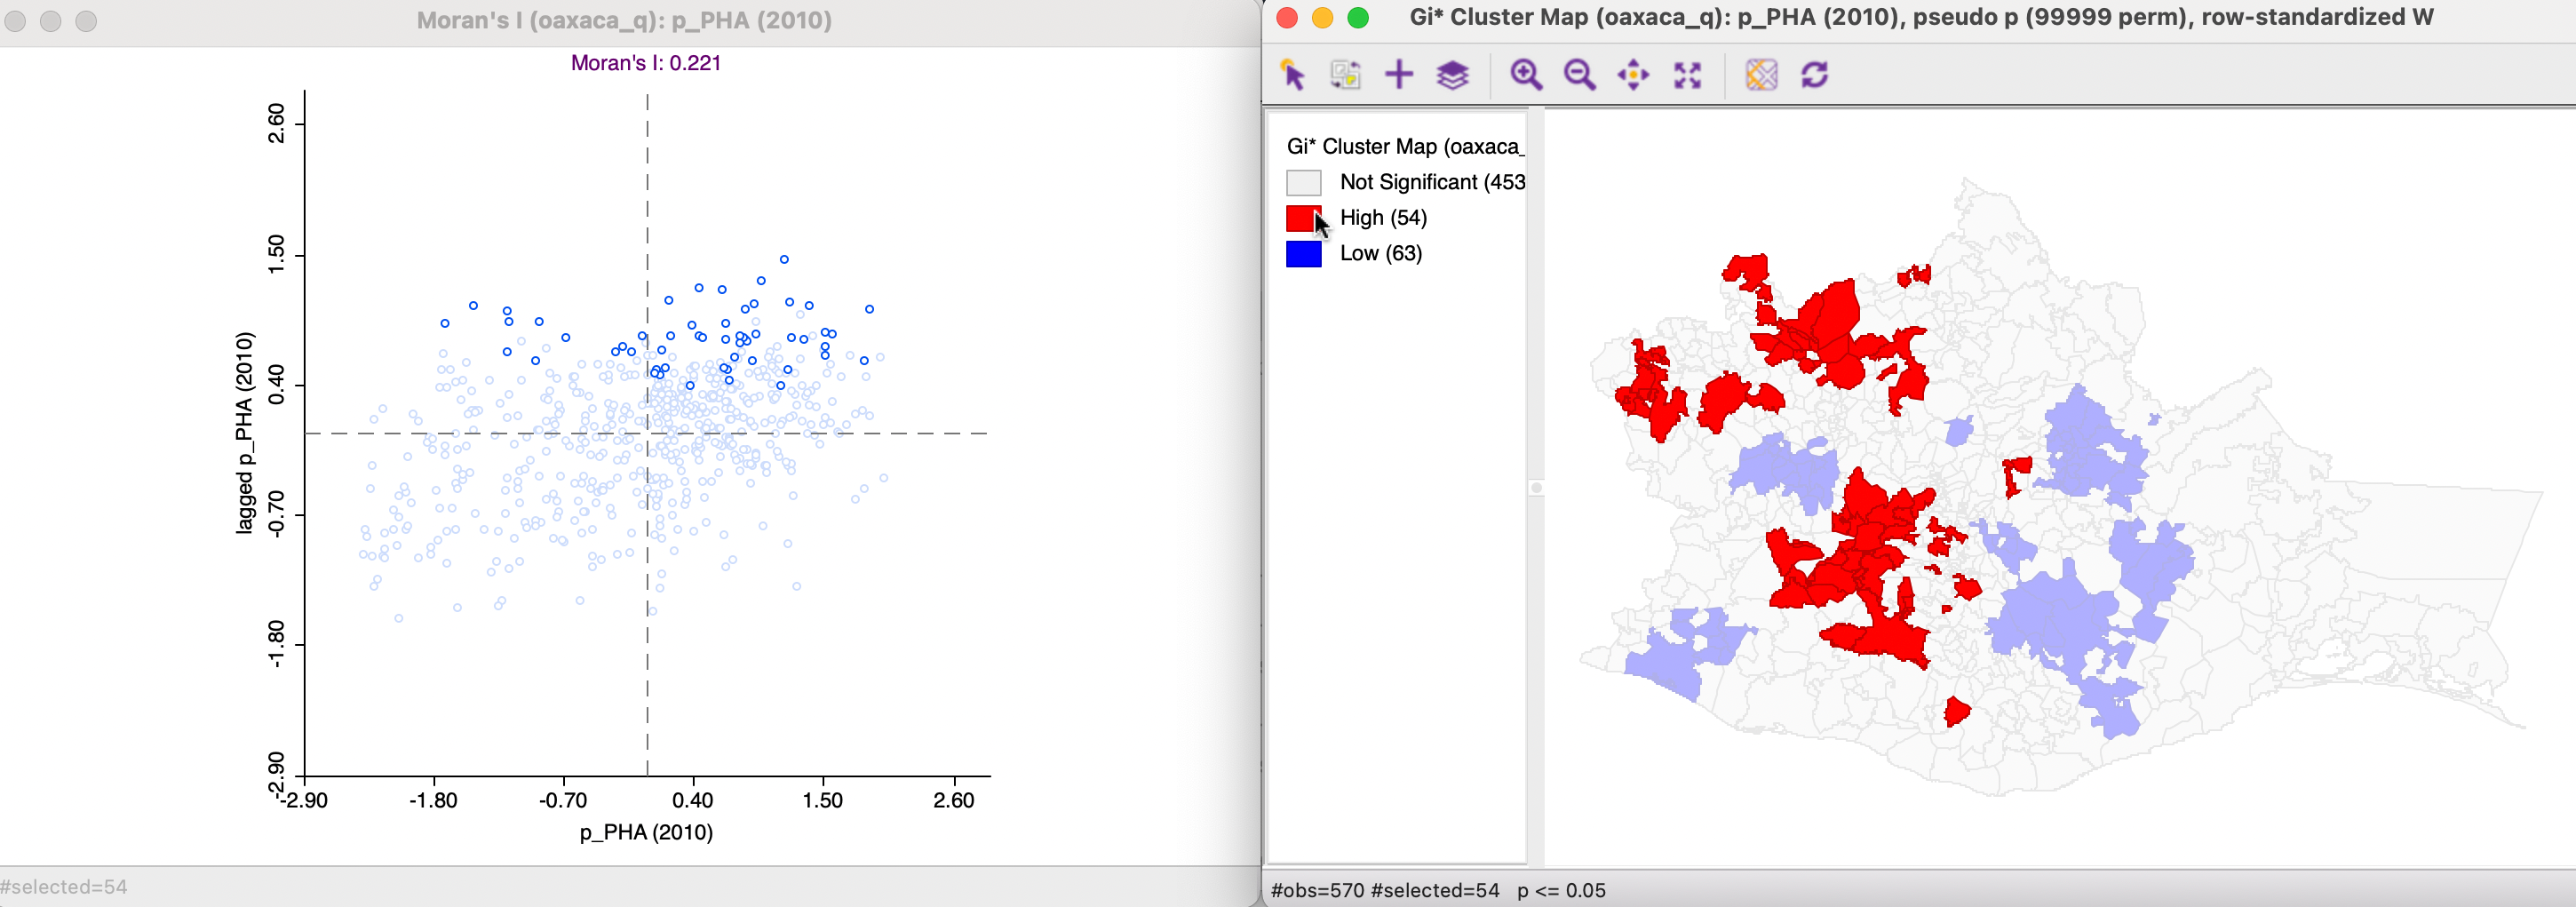 Moran's I (oaxaca_q): p_PHA (2010)
Moran's I: 0.221
2.60
1.50
0.40
-0.70
-1.80
-2.90
lagged p_PHA (2010)
-2.90 -1.80 -0.70 0.40 1.50 2.60
p_PHA (2010)
#selected=54
Gi* Cluster Map (oaxaca_q): p_PHA (2010), pseudo p (99999 perm), row-standardized W
Gi* Cluster Map (oaxaca_
Not Significant (453
High (54)
Low (63)
#obs=570 #selected=54 p <= 0.05